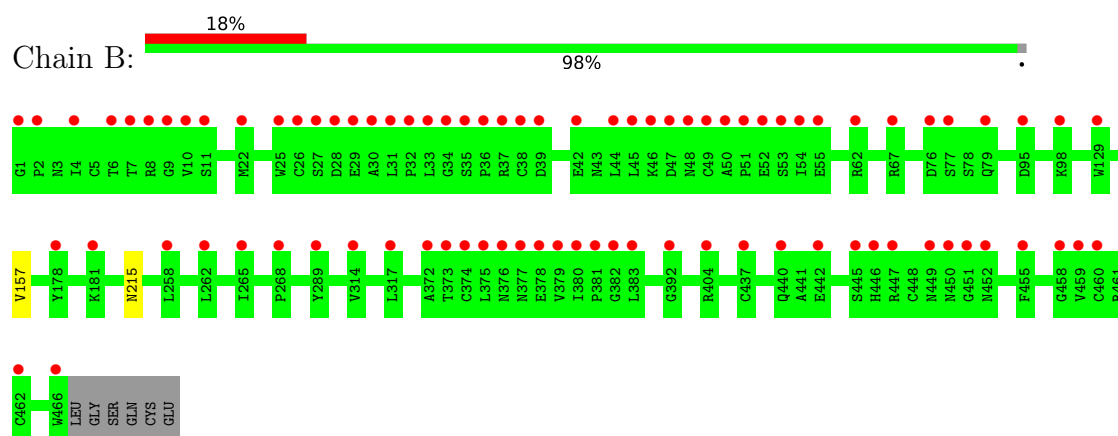 18%
Chain B:
98%
G1 P2 N3 I4 C5 T6 T7 R8 G9 V10 S11 M22 W25 C26 S27 D28 E29 A30 L31 P32 L33 G34 S35 P36 R37 C38 D39 E42 N43 L44 L45 K46 D47 N48 C49 A50 P51 E52 S53 I54 E55 R62 R67 D76 S77 S78 Q79 D95 K98 W129
V157 Y178 K181 N215 L258 L262 I265 P268 Y289 V314 L317 A372 T373 C374 L375 N376 N377 E378 V379 I380 P381 G382 L383 G392 R404 C437 Q440 A441 E442 S445 H446 R447 C448 N449 N450 G451 N452 F455 G458 V459 C460 R461
C462 W466 LEU GLY SER GLN CYS GLU